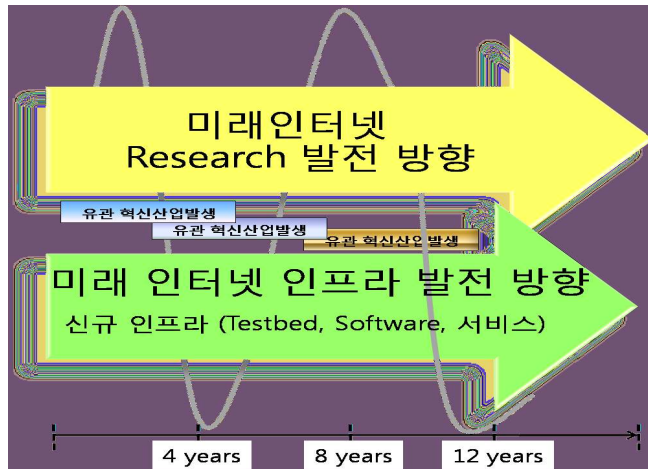 미래인터넷
Research 발전 방향
유관 혁신산업발생
유관 혁신산업발생
유관 혁신산업발생
미래 인터넷 인프라 발전 방향
신규 인프라 (Testbed, Software, 서비스)
4 years
8 years
12 years